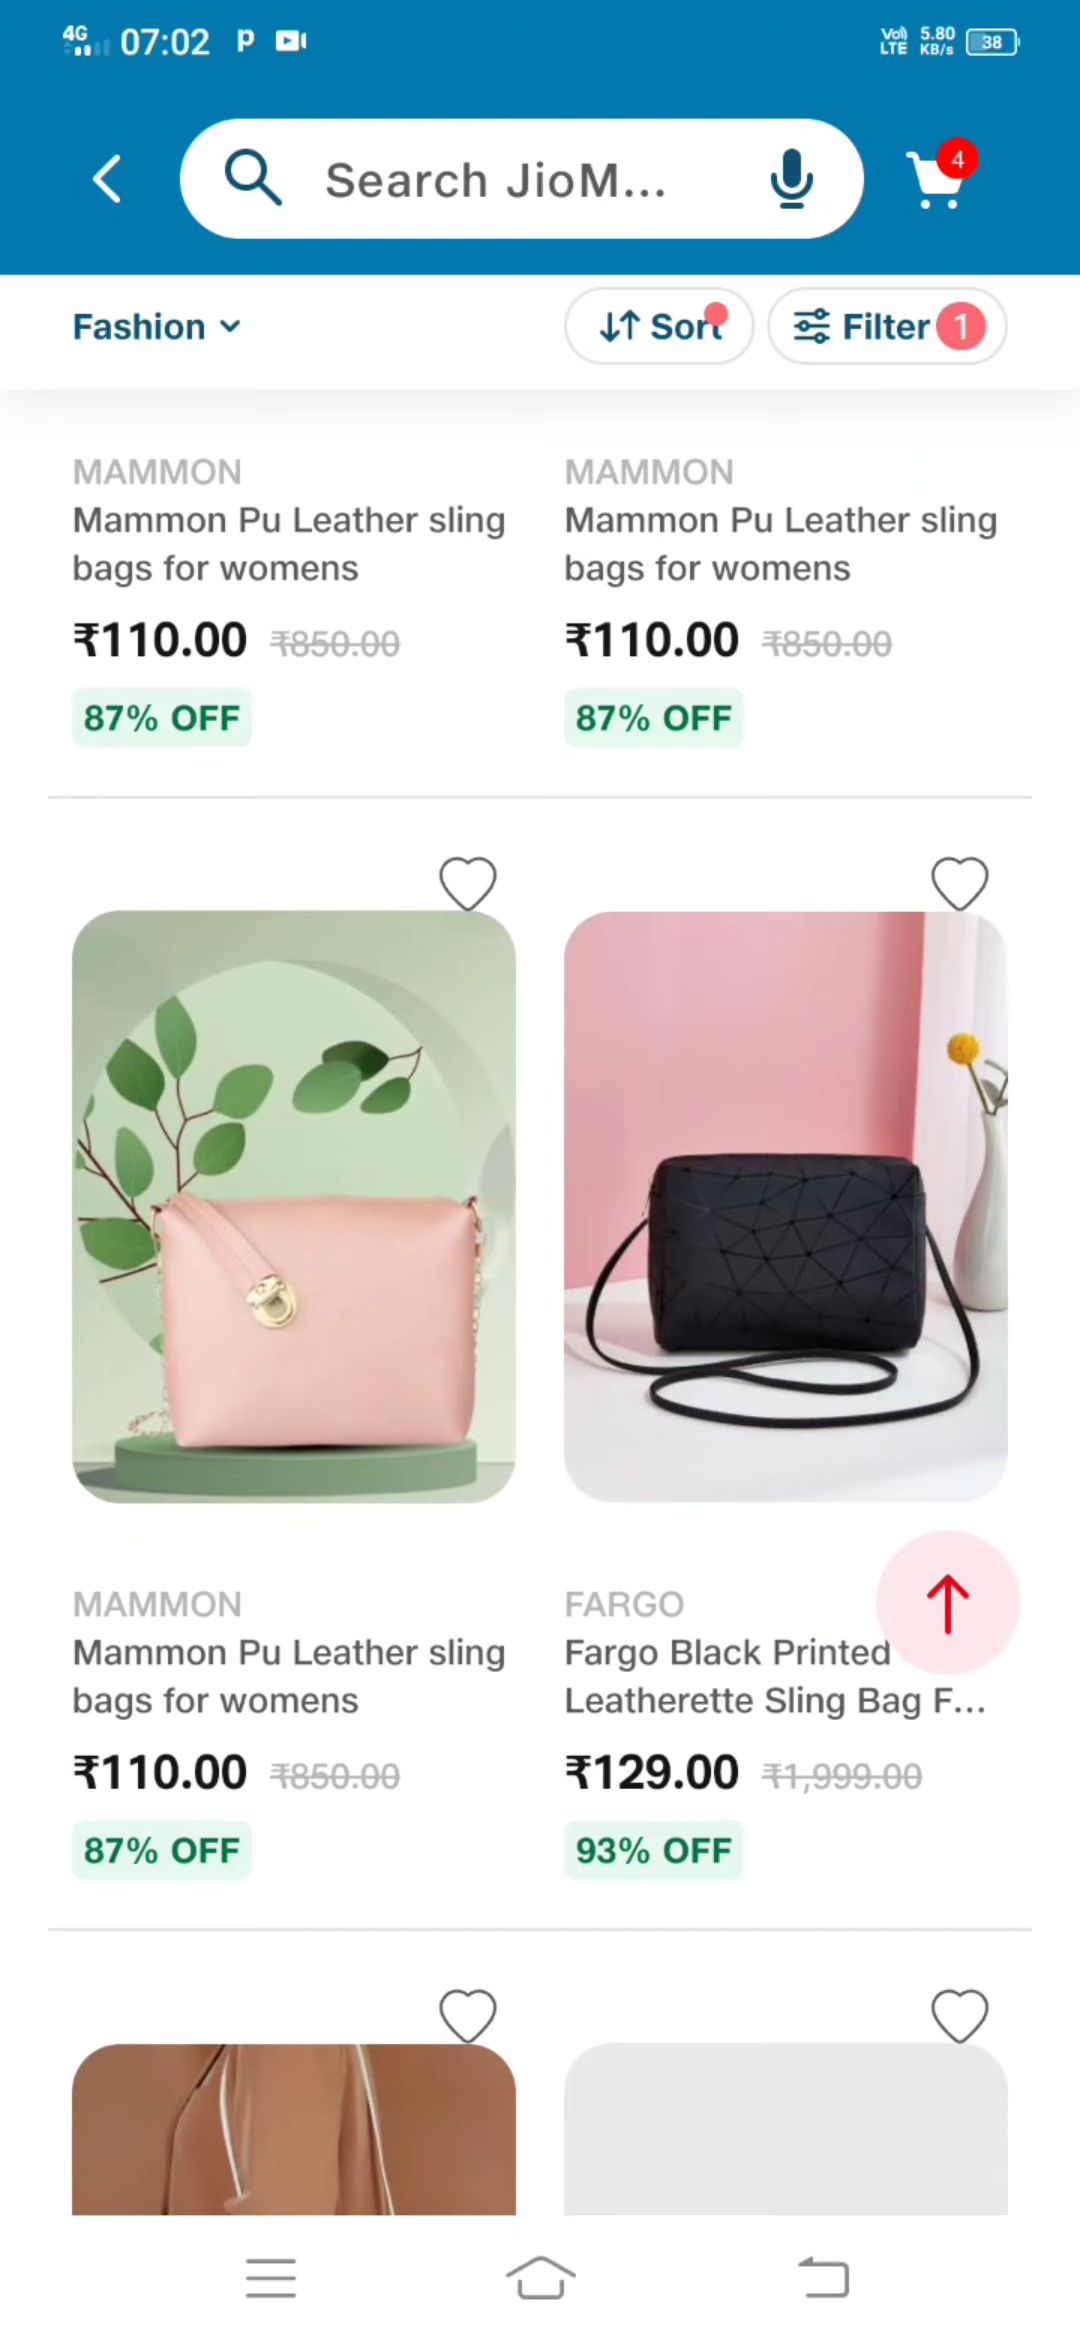 4G 07:02 P Vo) LTE 5.80 KB/s 38
Search JioM... 4
Fashion Sort Filter 1
MAMMON
Mammon Pu Leather sling
bags for womens
₹110.00 ₹850.00
87% OFF
MAMMON
Mammon Pu Leather sling
bags for womens
₹110.00 ₹850.00
87% OFF
MAMMON
Mammon Pu Leather sling
bags for womens
₹110.00 ₹850.00
87% OFF
FARGO
Fargo Black Printed
Leatherette Sling Bag F...
₹129.00 ₹1,999.00
93% OFF